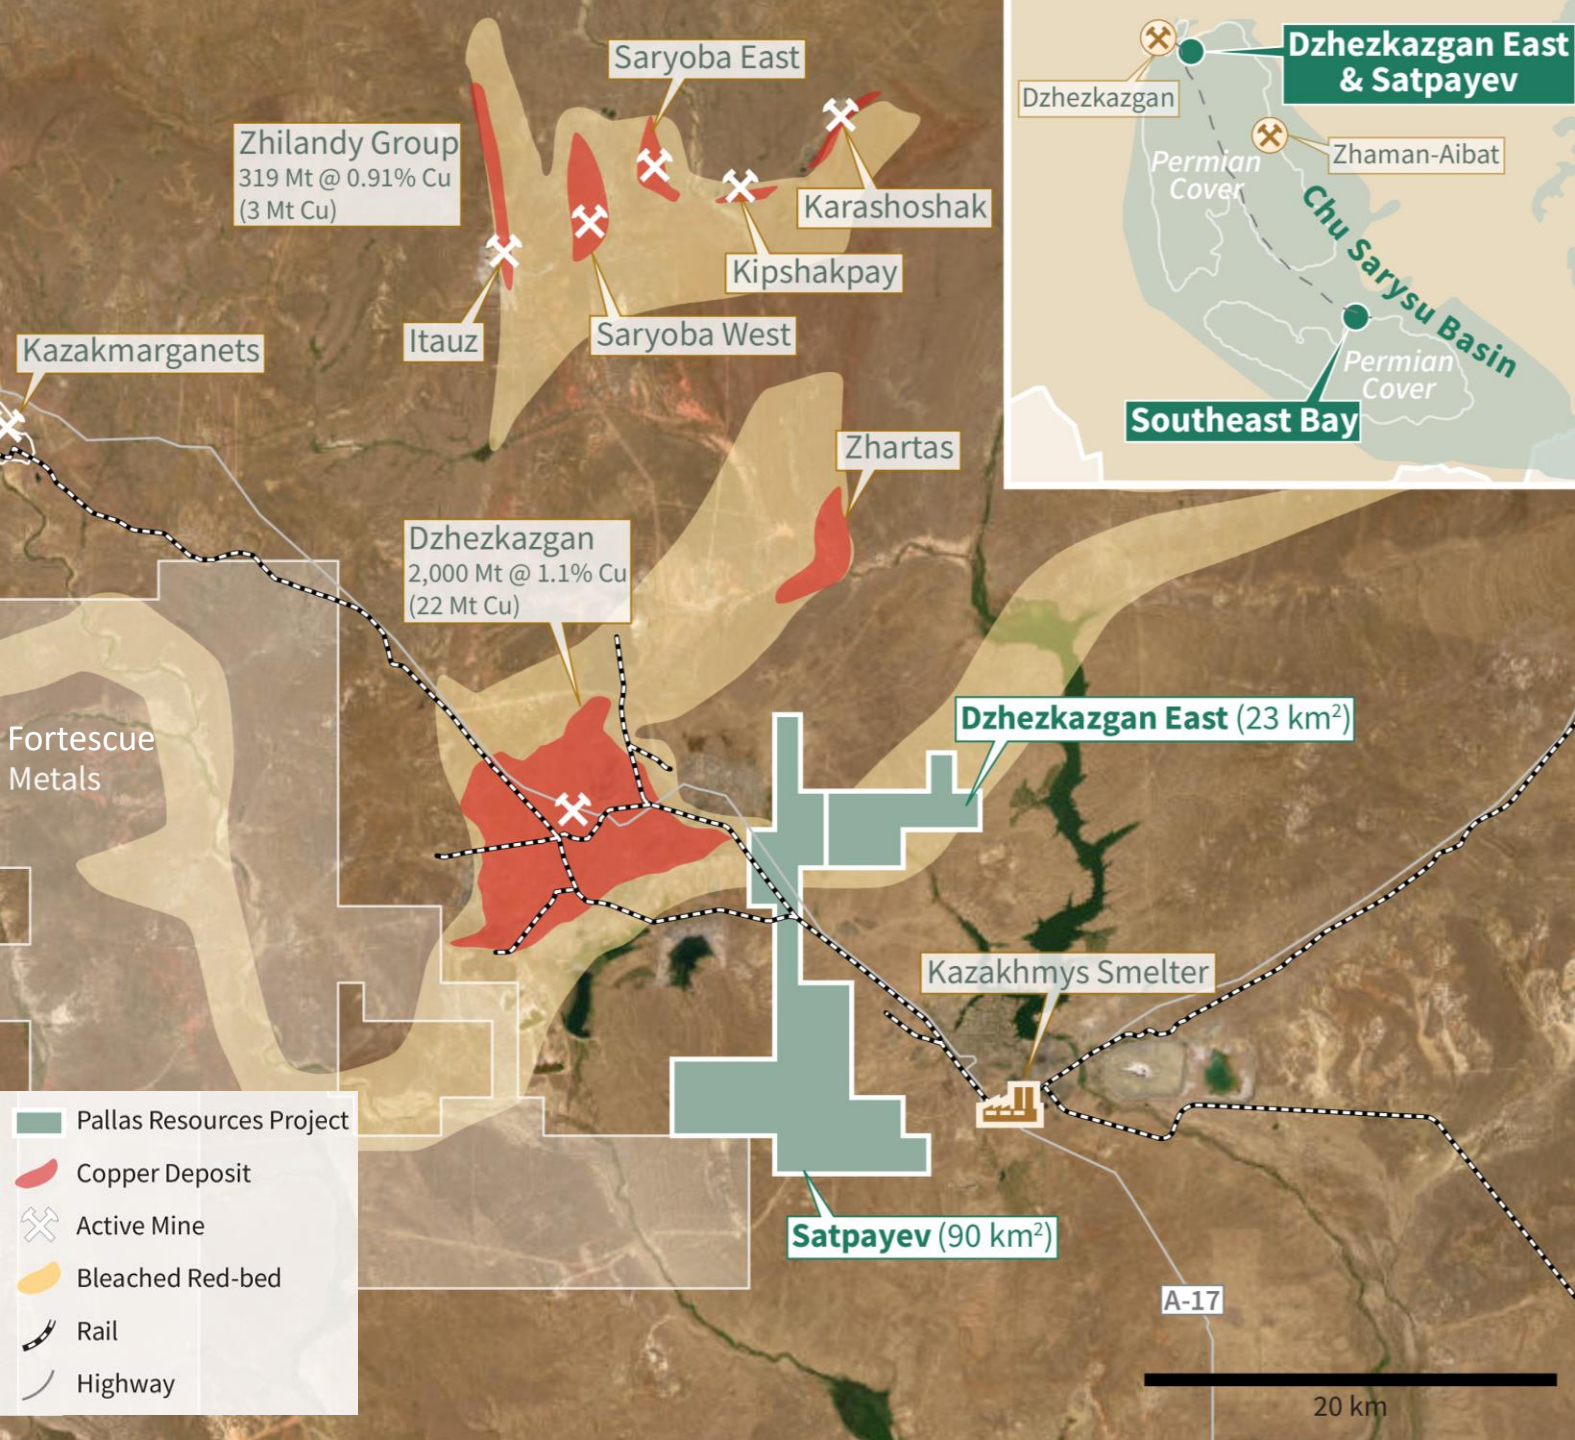 Saryoba East
Zhilandy Group
319 Mt @ 0.91% Cu
(3 Mt Cu)
Karashoshak
Kipshakpay
Itauz
Saryoba West
Kazakmarganets
Zhartas
Dzhezkazgan
2,000 Mt @ 1.1% Cu
(22 Mt Cu)
Fortescue
Metals
Dzhezkazgan East (23 km²)
Kazakhmys Smelter
Satpayev (90 km²)
A-17
20 km
Dzhezkazgan East
& Satpayev
Dzhezkazgan
Zhaman-Aibat
Permian
Cover
Chu Sarysu Basin
Permian
Cover
Southeast Bay
Pallas Resources Project
Copper Deposit
Active Mine
Bleached Red-bed
Rail
Highway